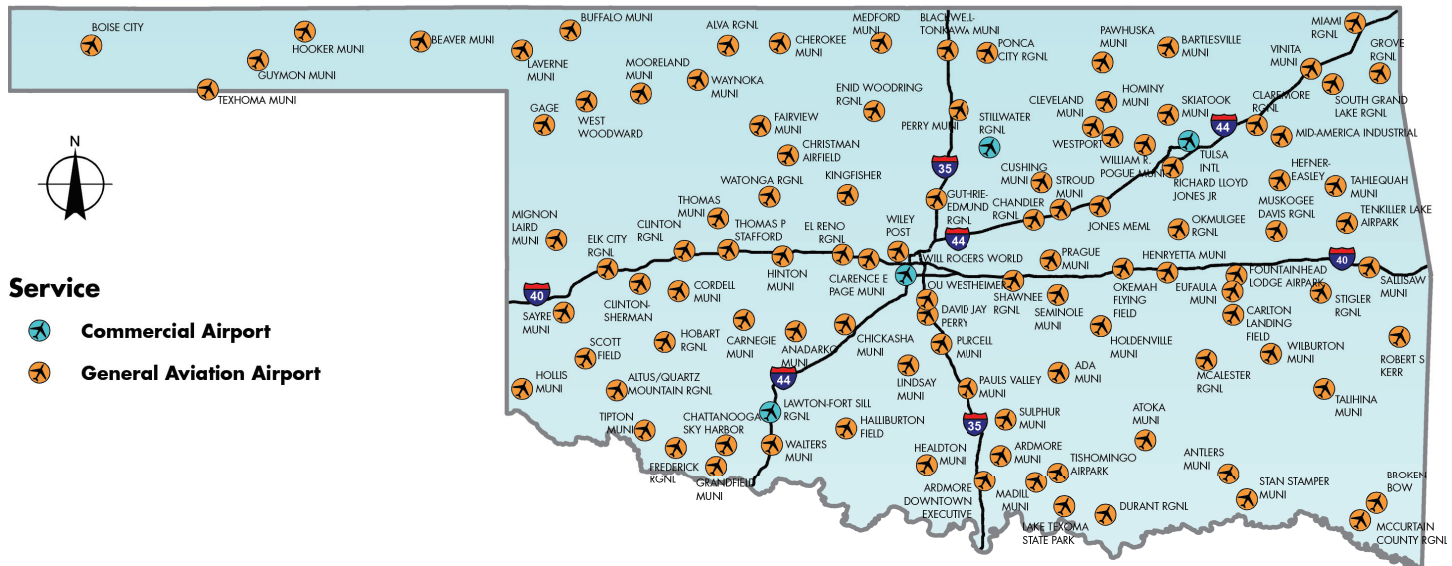 BOISE CITY
HOOKER MUNI
GUYMON MUNI
TEXHOMA MUNI
BEAVER MUNI
BUFFALO MUNI
LAVERNE
MUNI
MOORELAND
MUNI
GAGE
WEST
WOODWARD
ALVA RGNL
WAYNOKA
MUNI
CHEROKEE
MUNI
MEDFORD
MUNI
BLACKWELL-
TONKAWA MUNI
PONCA
CITY RGNL
PAWHUSKA
MUNI
BARTLESVILLE
MUNI
MIAMI
RGNL
VINITA
MUNI
GROVE
RGNL
SOUTH GRAND
LAKE RGNL
ENID WOODRING
RGNL
PERRY MUNI
STILLWATER
RGNL
CLEVELAND
MUNI
HOMINY
MUNI
SKIATOOK
MUNI
CLAREMORE
RGNL
44
MID-AMERICA INDUSTRIAL
FAIRVIEW
MUNI
CHRISTMAN
AIRFIELD
WESTPORT
WILLIAM R.
POGUE MUNI
TULSA
INTL
RICHARD LLOYD
JONES JR
HEFNER-
EASLEY
TAHLEQUAH
MUNI
N
35
CUSHING
MUNI
STROUD
MUNI
WATONGA RGNL
KINGFISHER
THOMAS
MUNI
GUTHRIE-
EDMUND
RGNL
CHANDLER
RGNL
JONES MEML
OKMULGEE
RGNL
MUSKOGEE
DAVIS RGNL
TENKILLER LAKE
AIRPARK
MIGNON
LAIRD
MUNI
CLINTON
RGNL
THOMAS P
STAFFORD
EL RENO
RGNL
WILEY
POST
44
ELK CITY
RGNL
HINTON
MUNI
CLARENCE E
PAGE MUNI
WILL ROGERS WORLD
PRAGUE
MUNI
HENRYETTA MUNI
40
SALLISAW
MUNI
40
SAYRE
MUNI
CLINTON-
SHERMAN
CORDELL
MUNI
OU WESTHEIMER
SHAWNEE
RGNL
SEMINOLE
MUNI
OKEMAH
FLYING
FIELD
EUFAULA
MUNI
FOUNTAINHEAD
LODGE AIRPARK
STIGLER
RGNL
Service
Commercial Airport
General Aviation Airport
SCOTT
FIELD
HOBART
RGNL
CARNEGIE
MUNI
ANADARKO
MUNI
CHICKASHA
MUNI
DAVID JAY
PERRY
PURCELL
MUNI
HOLDENVILLE
MUNI
CARLTON
LANDING
FIELD
WILBURTON
MUNI
ROBERT S
KERR
HOLLIS
MUNI
ALTUS/QUARTZ
MOUNTAIN RGNL
44
LINDSAY
MUNI
PAULS VALLEY
MUNI
ADA
MUNI
MCALESTER
RGNL
TALIHINA
MUNI
TIPTON
MUNI
CHATTANOOGA
SKY HARBOR
LAWTON-FORT SILL
RGNL
HALLIBURTON
FIELD
35
SULPHUR
MUNI
ATOKA
MUNI
FREDERICK
RGNL
GRANDFIELD
MUNI
WALTERS
MUNI
HEALDTON
MUNI
ARDMORE
MUNI
TISHOMINGO
AIRPARK
ANTLERS
MUNI
ARDMORE
DOWNTOWN
EXECUTIVE
MADILL
MUNI
LAKE TEXOMA
STATE PARK
DURANT RGNL
STAN STAMPER
MUNI
BROKEN
BOW
MCCURTAIN
COUNTY RGNL